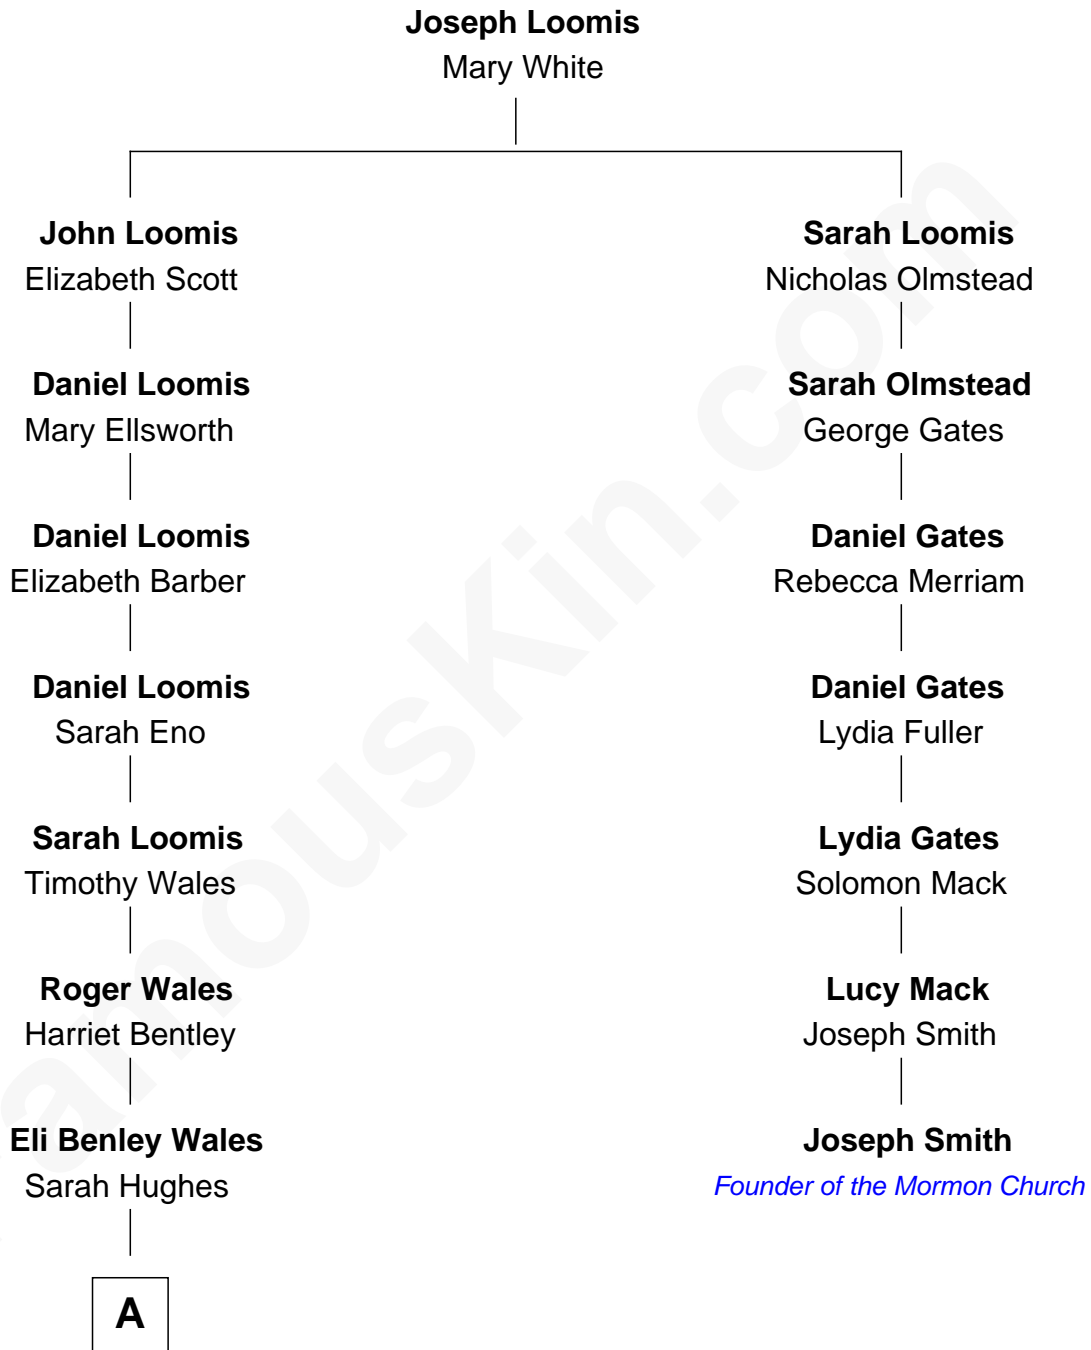 Joseph Loomis
Mary White
John Loomis
Elizabeth Scott
Daniel Loomis
Mary Ellsworth
Daniel Loomis
Elizabeth Barber
Daniel Loomis
Sarah Eno
Sarah Loomis
Timothy Wales
Roger Wales
Harriet Bentley
Eli Benley Wales
Sarah Hughes
A
Sarah Loomis
Nicholas Olmstead
Sarah Olmstead
George Gates
Daniel Gates
Rebecca Merriam
Daniel Gates
Lydia Fuller
Lydia Gates
Solomon Mack
Lucy Mack
Joseph Smith
Joseph Smith
Founder of the Mormon Church
amouskin.com